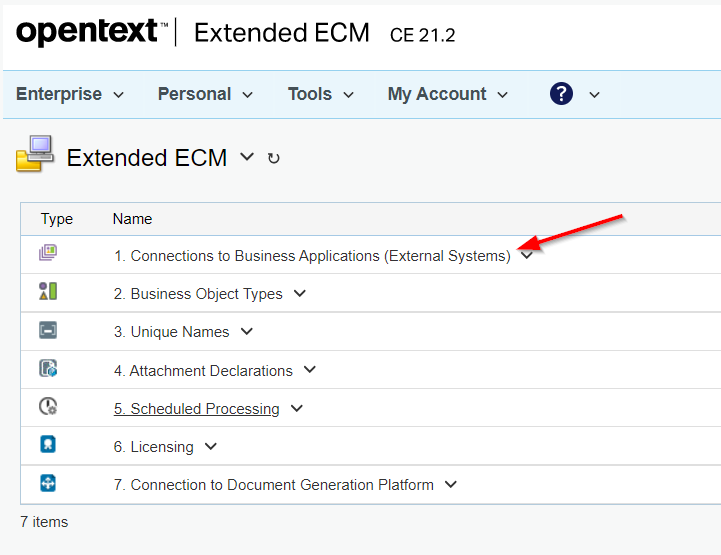 opentext™ | Extended ECM CE 21.2
Enterprise Personal Tools My Account ?
Extended ECM
Type Name
1. Connections to Business Applications (External Systems)
2. Business Object Types
3. Unique Names
4. Attachment Declarations
5. Scheduled Processing
6. Licensing
7. Connection to Document Generation Platform
7 items